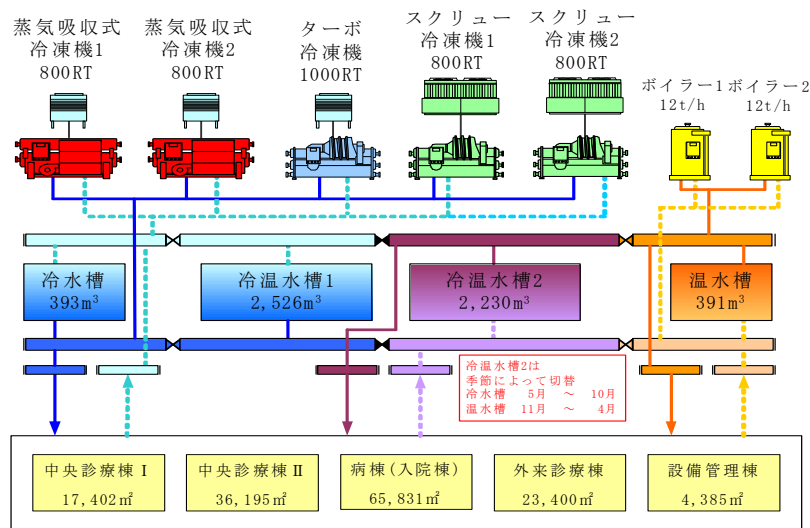 蒸気吸収式
冷凍機1
800RT
蒸気吸収式
冷凍機2
800RT
ターボ
冷凍機
1000RT
スクリュー
冷凍機1
800RT
スクリュー
冷凍機2
800RT
ボイラー1
12t/h
ボイラー2
12t/h
冷水槽
393m³
冷温水槽1
2,526m³
冷温水槽2
2,230m³
温水槽
391m³
冷温水槽2は
季節によって切替
冷水槽 5月 ～ 10月
温水槽 11月 ～ 4月
中央診療棟Ⅰ
17,402㎡
中央診療棟Ⅱ
36,195㎡
病棟(入院棟)
65,831㎡
外来診療棟
23,400㎡
設備管理棟
4,385㎡